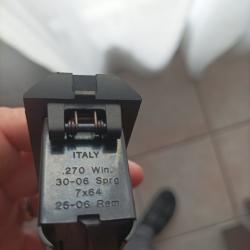 ITALY
.270 Win.
30-06 Sprg
7x64
25-06 Rem